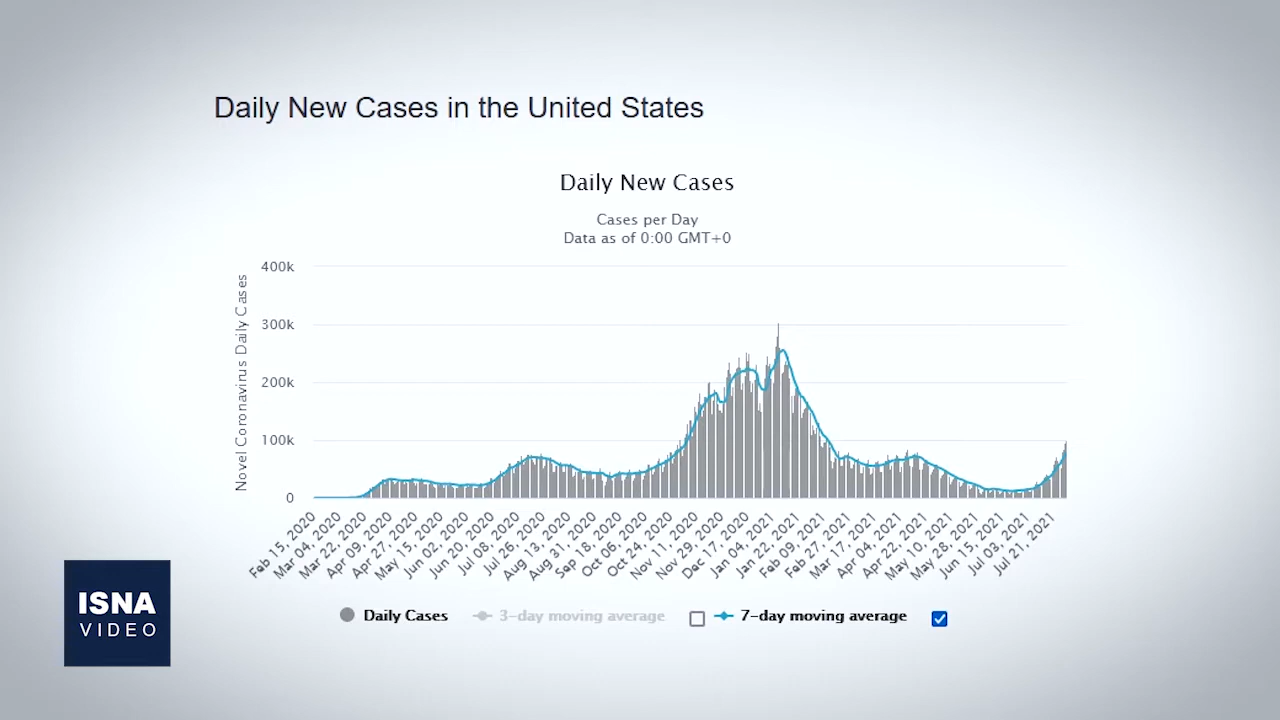 Daily New Cases in the United States
Daily New Cases
Cases per Day
Data as of 0:00 GMT+0
Novel Coronavirus Daily Cases
400k
300k
200k
100k
0
Feb 15, 2020
Mar 04, 2020
Mar 22, 2020
Apr 09, 2020
Apr 27, 2020
May 15, 2020
Jun 02, 2020
Jun 20, 2020
Jul 08, 2020
Jul 26, 2020
Aug 13, 2020
Aug 31, 2020
Sep 18, 2020
Oct 06, 2020
Oct 24, 2020
Nov 11, 2020
Nov 29, 2020
Dec 17, 2020
Jan 04, 2021
Jan 22, 2021
Feb 09, 2021
Feb 27, 2021
Mar 17, 2021
Apr 04, 2021
Apr 22, 2021
May 10, 2021
May 28, 2021
Jun 15, 2021
Jul 03, 2021
Jul 21, 2021
Daily Cases 3-day moving average 7-day moving average
ISNA
VIDEO